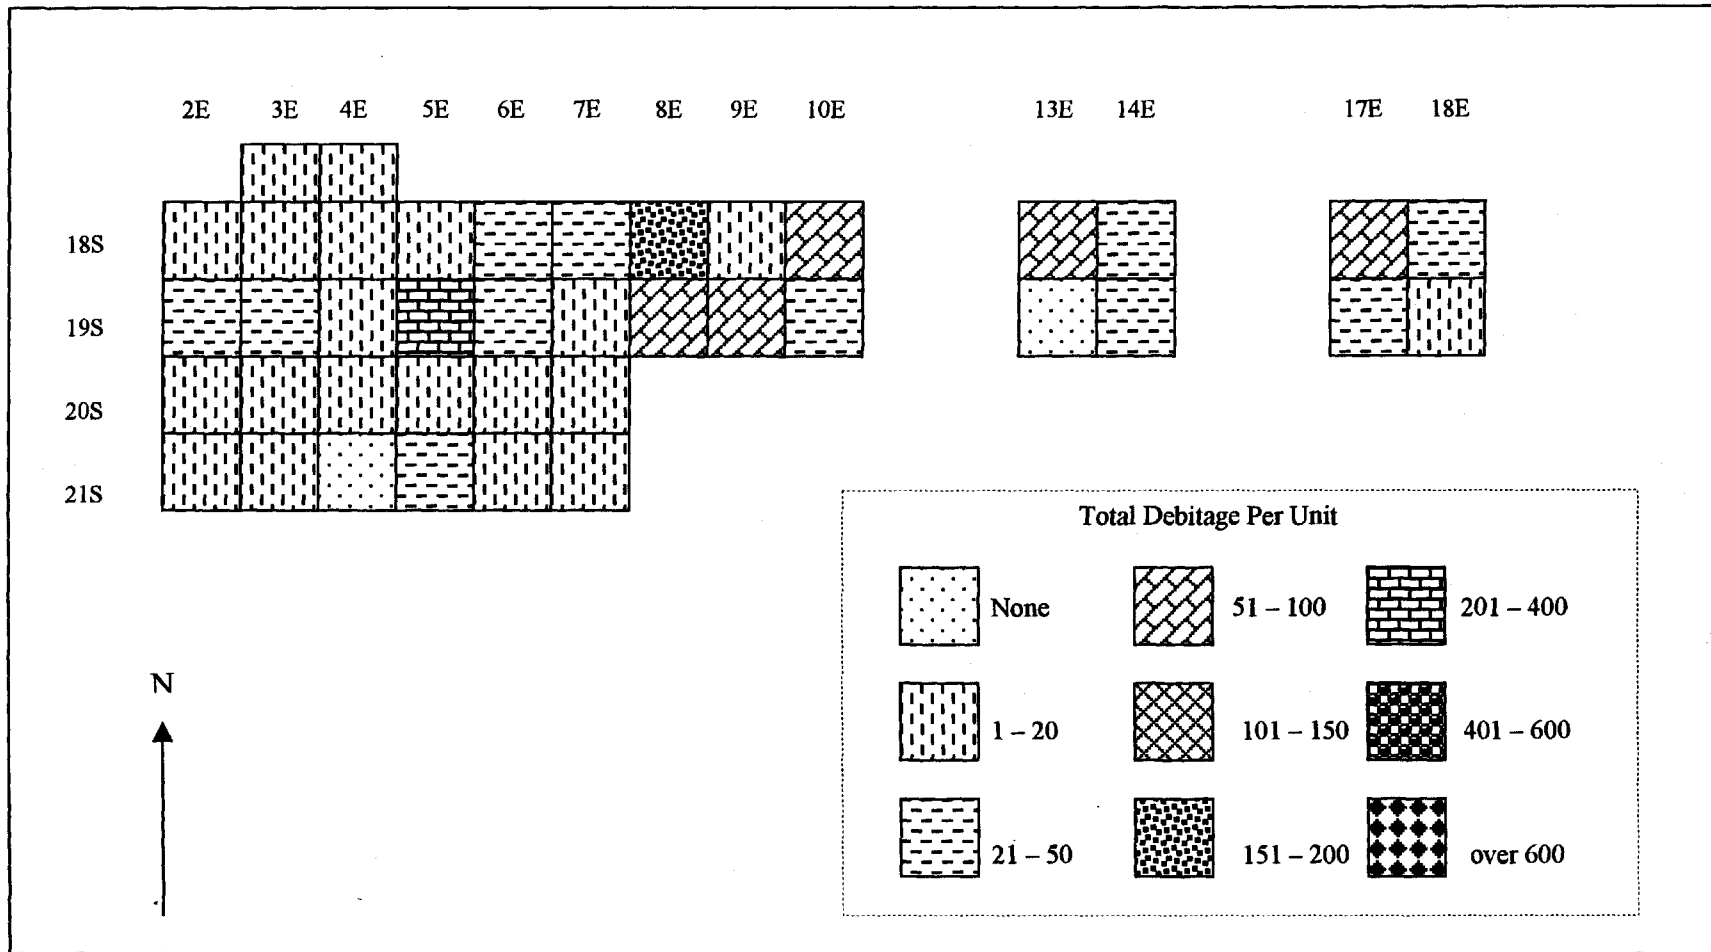 2E 3E 4E 5E 6E 7E 8E 9E 10E 13E 14E 17E 18E
18S
19S
20S
21S
Total Debitage Per Unit
None 51 – 100 201 – 400
N
1 – 20 101 – 150 401 – 600
21 – 50 151 – 200 over 600